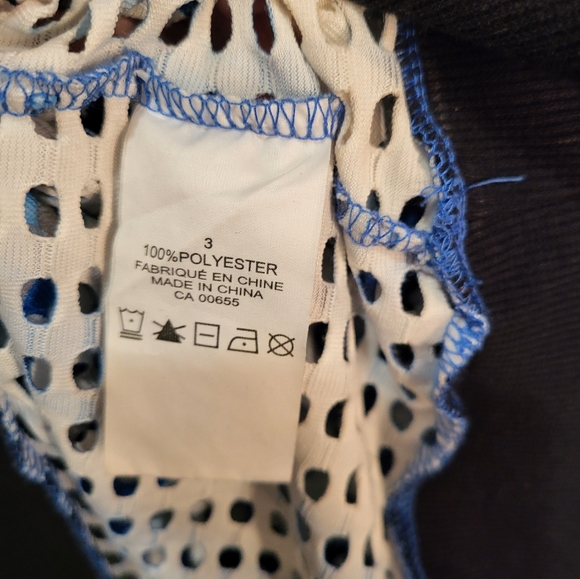 3
100%POLYESTER
FABRIQUÉ EN CHINE
MADE IN CHINA
CA 00655